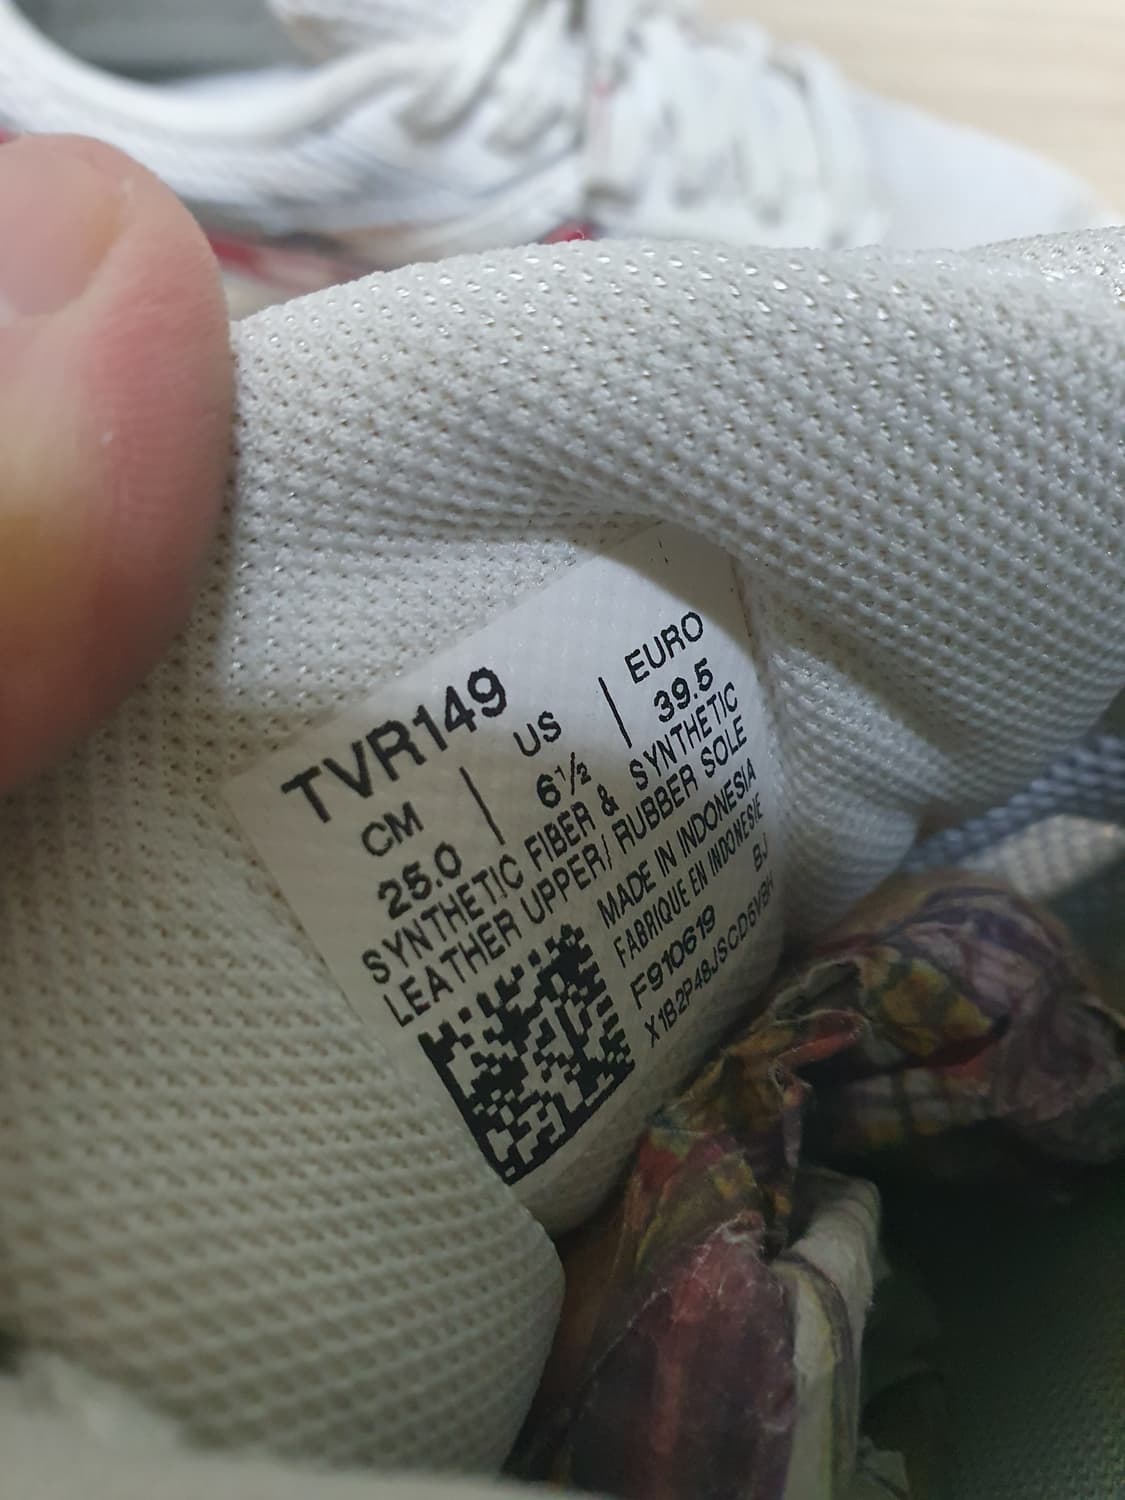 TVR149
CM | US | EURO
25.0 6½ 39.5
SYNTHETIC FIBER & SYNTHETIC
LEATHER UPPER/ RUBBER SOLE
MADE IN INDONESIA
FABRIQUE EN INDONESIE
BJ
F910619